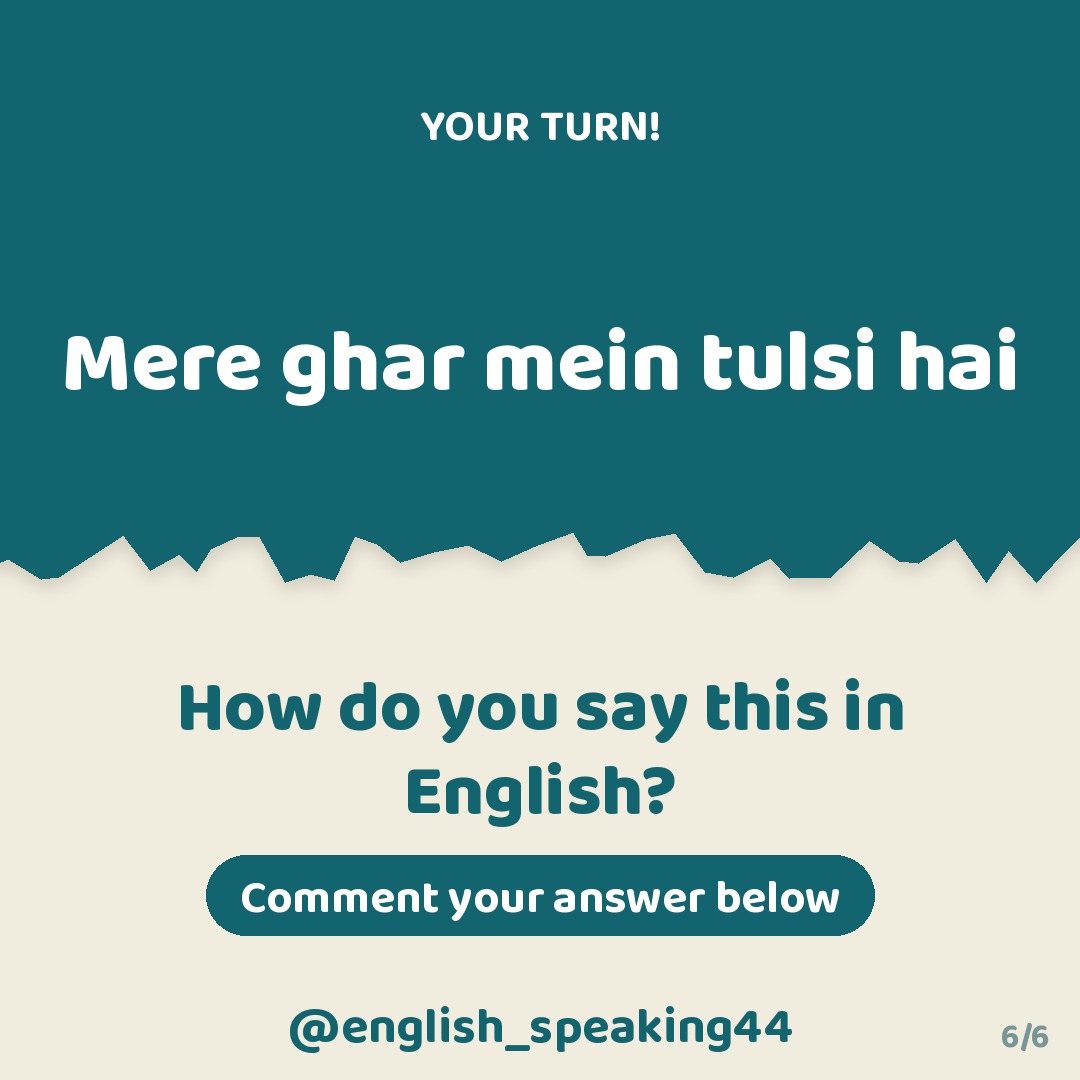 YOUR TURN!
Mere ghar mein tulsi hai
How do you say this in
English?
Comment your answer below
@english_speaking44
6/6